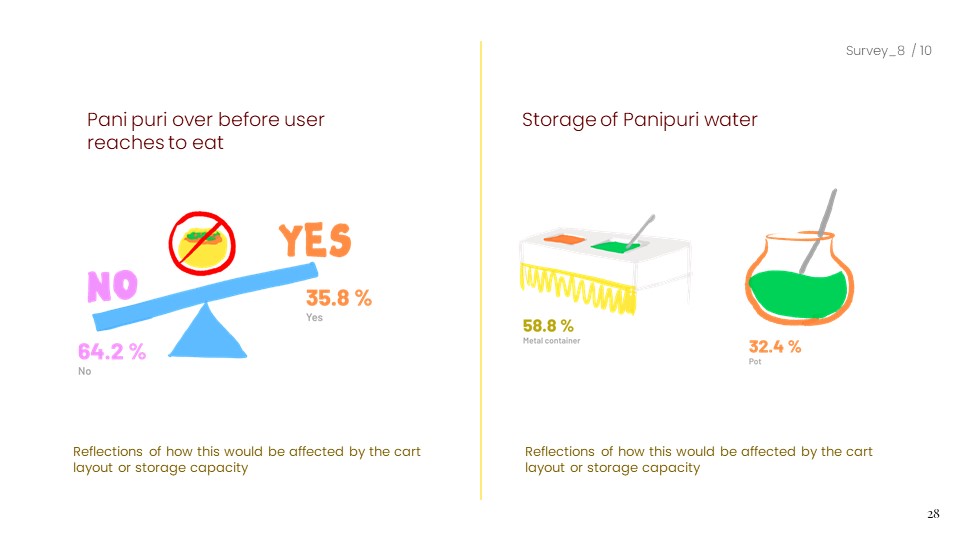 Survey_8 / 10
Pani puri over before user
reaches to eat
YES
NO
35.8 %
Yes
64.2 %
No
Reflections of how this would be affected by the cart
layout or storage capacity
Storage of Panipuri water
58.8 %
Metal container
32.4 %
Pot
Reflections of how this would be affected by the cart
layout or storage capacity
28